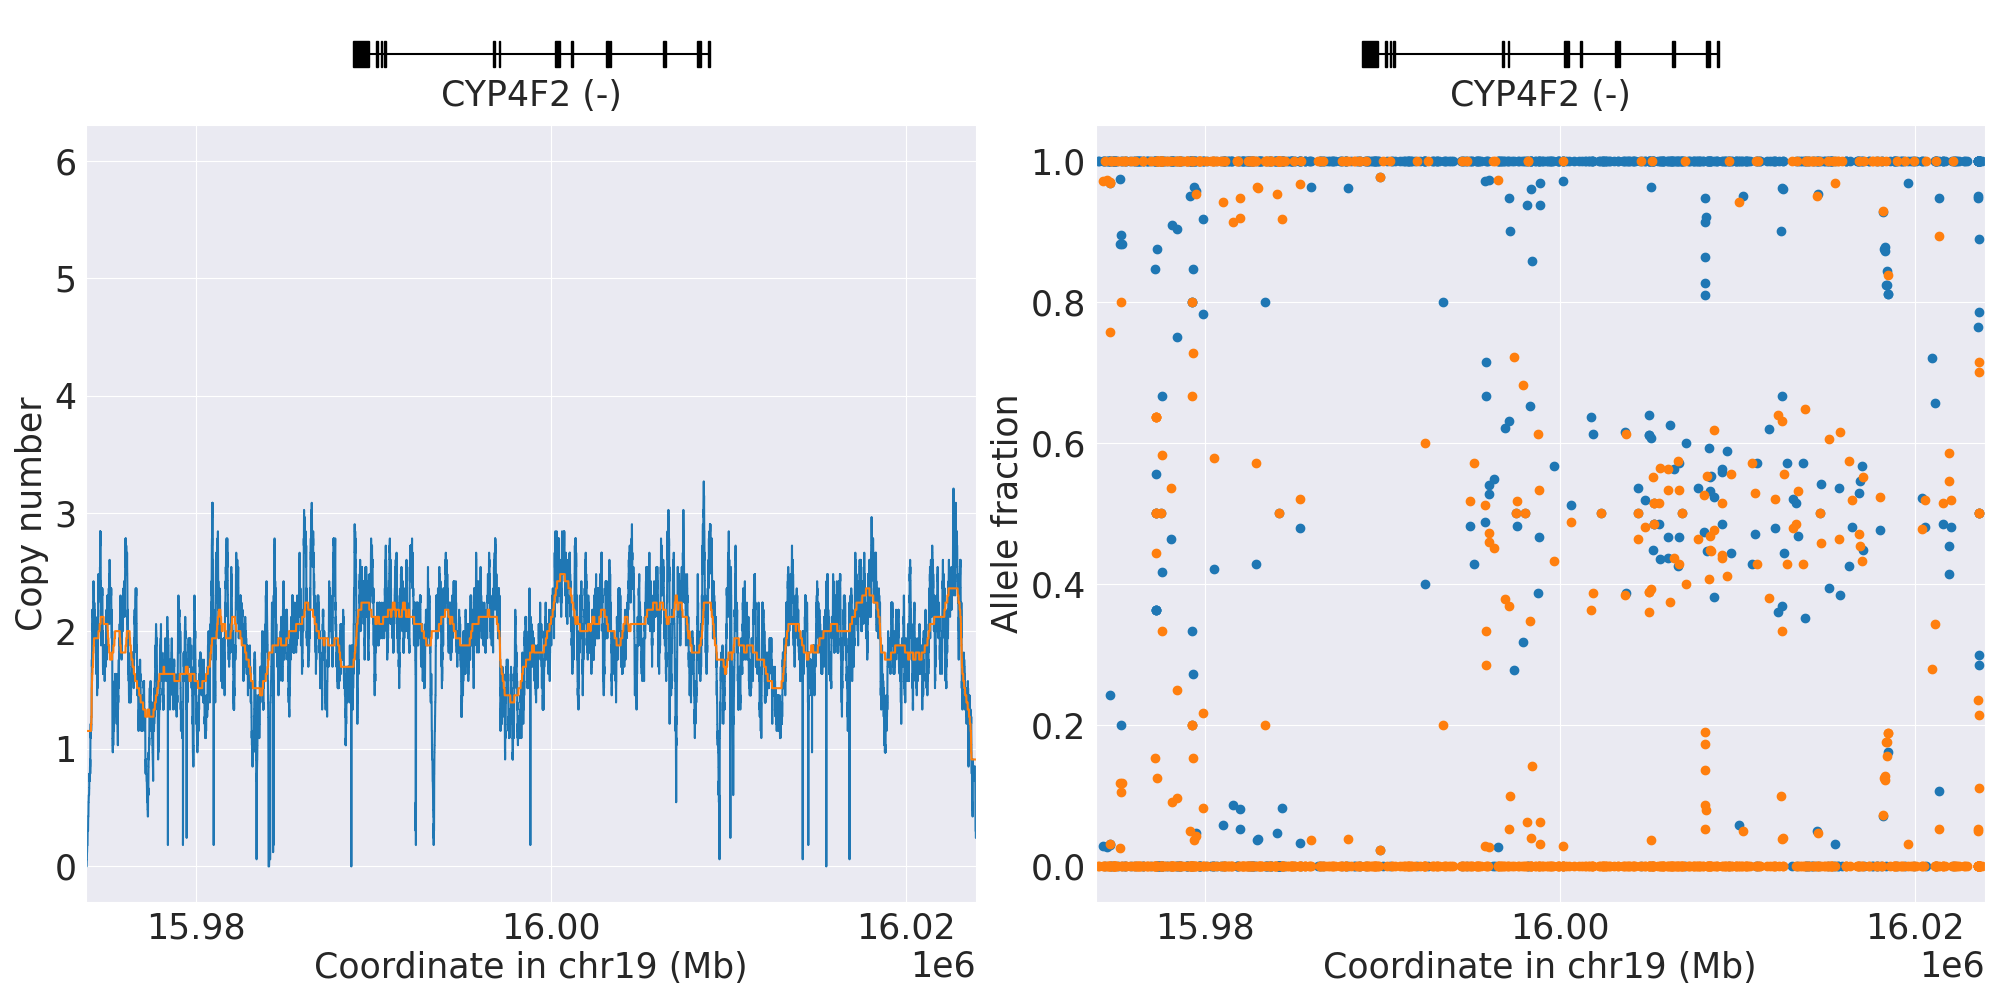 CYP4F2 (-)
6
5
4
3
2
1
0
Copy number
15.98
16.00
16.02
Coordinate in chr19 (Mb)
1e6
CYP4F2 (-)
1.0
0.8
0.6
0.4
0.2
0.0
Allele fraction
15.98
16.00
16.02
Coordinate in chr19 (Mb)
1e6